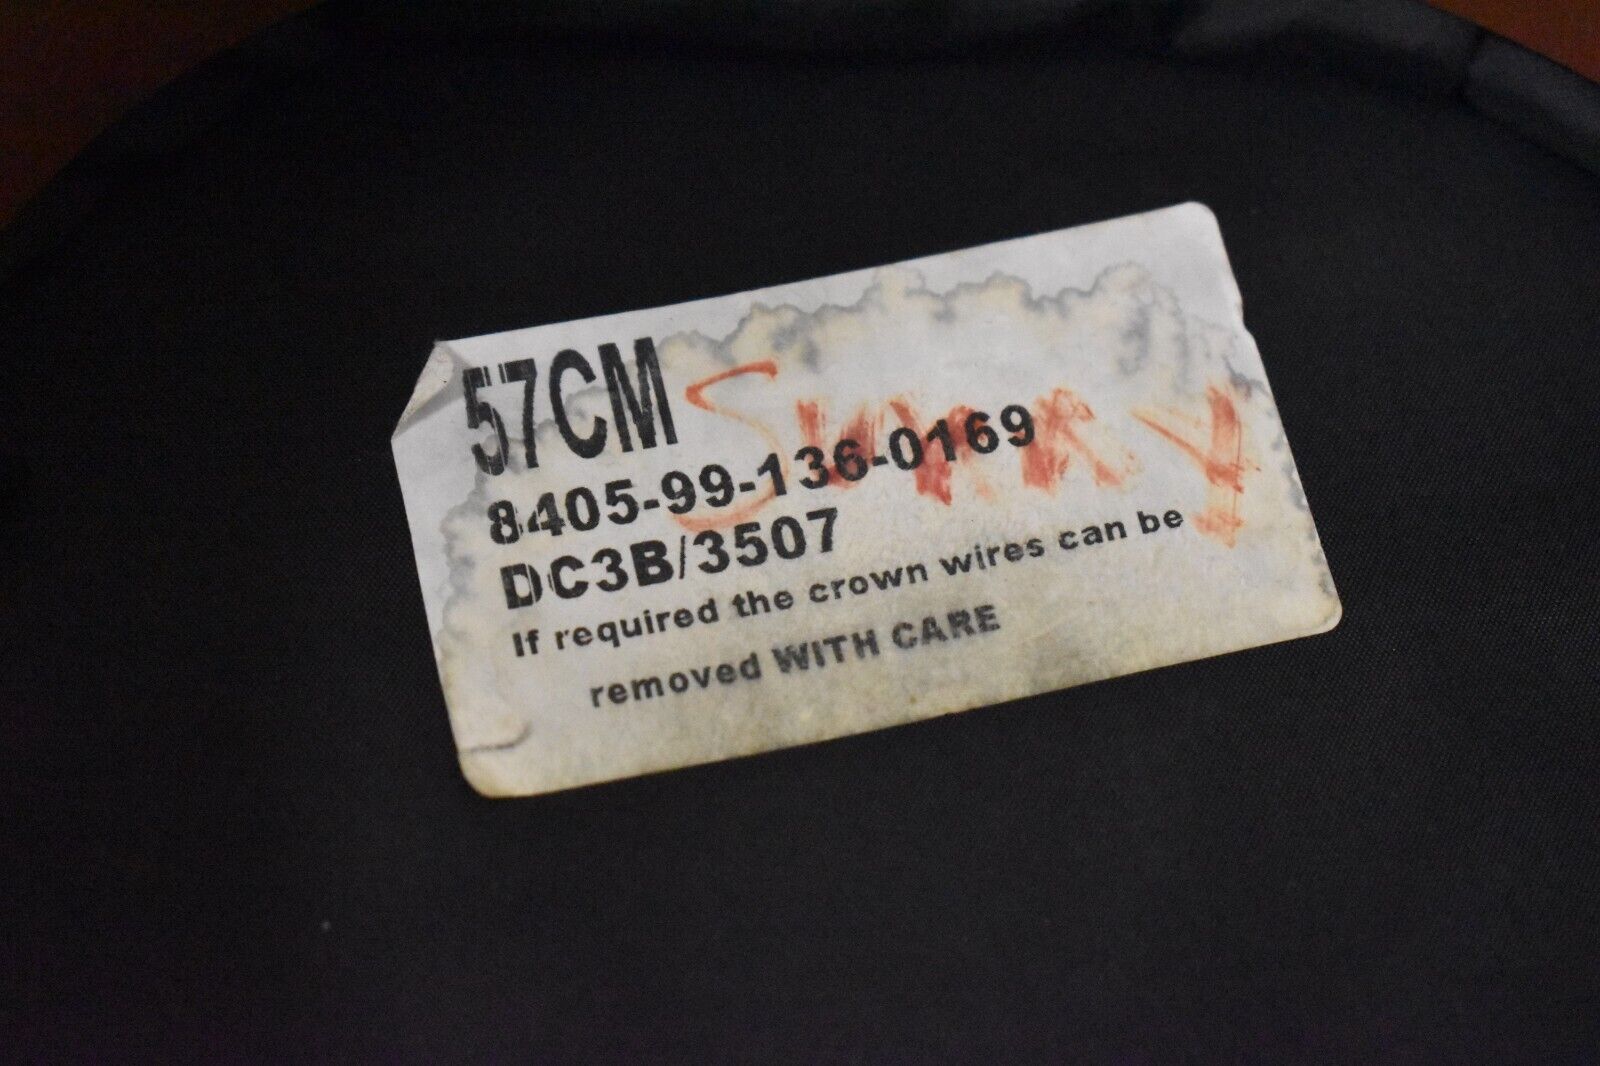 57CM
8405-99-136-0169
DC3B/3507
If required the crown wires can be
removed WITH CARE